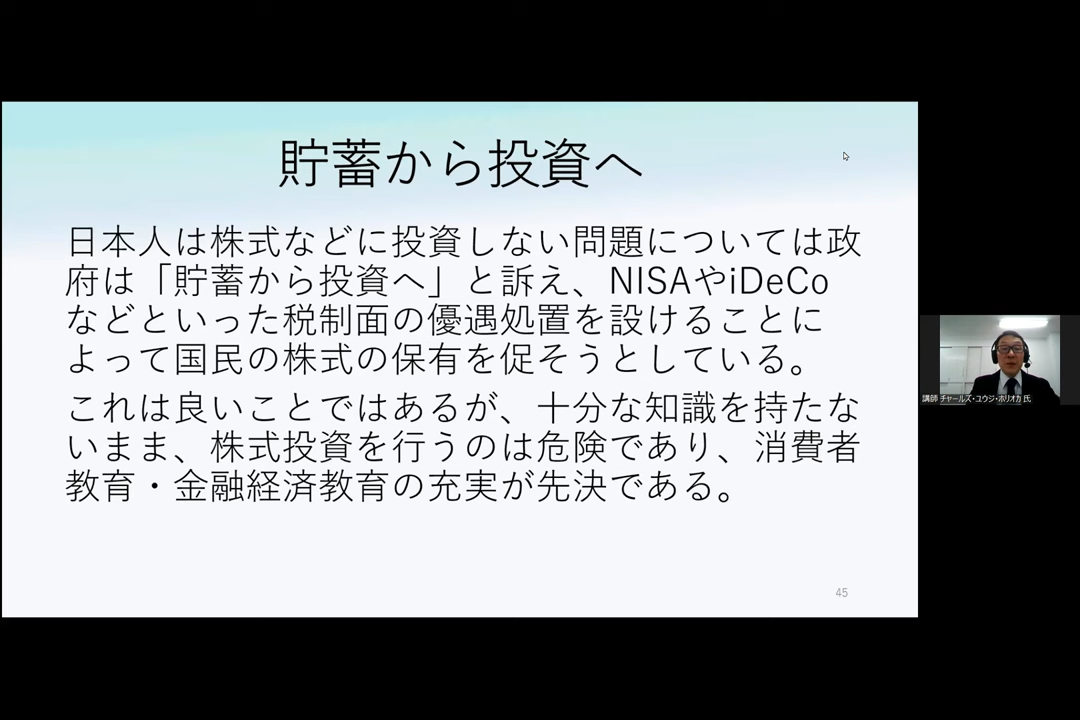 貯蓄から投資へ
日本人は株式などに投資しない問題については政
府は「貯蓄から投資へ」と訴え、NISAやiDeCo
などといった税制面の優遇処置を設けることに
よって国民の株式の保有を促そうとしている。
これは良いことではあるが、十分な知識を持たな
いまま、株式投資を行うのは危険であり、消費者
教育・金融経済教育の充実が先決である。
45
講師 チャールズ・ユウジ・ホリオカ 氏